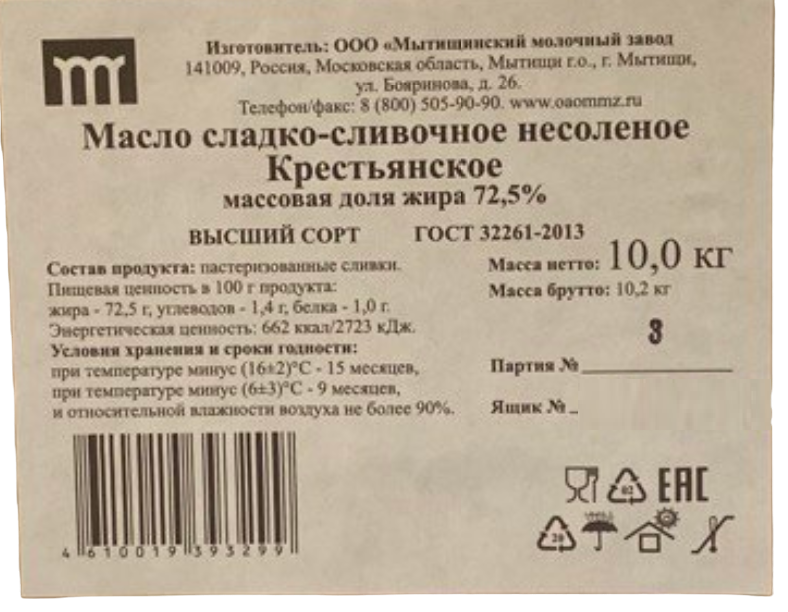 Изготовитель: ООО «Мытищинский молочный завод
141009, Россия, Московская область, Мытищи г.о., г. Мытищи,
ул. Бояринова, д. 26.
Телефон/факс: 8 (800) 505-90-90. www.oaommz.ru
Масло сладко-сливочное несоленое
Крестьянское
массовая доля жира 72,5%
ВЫСШИЙ СОРТ ГОСТ 32261-2013
Состав продукта: пастеризованные сливки.
Пищевая ценность в 100 г продукта:
жира - 72,5 г, углеводов - 1,4 г, белка - 1,0 г.
Энергетическая ценность: 662 ккал/2723 кДж.
Условия хранения и сроки годности:
при температуре минус (16±2)°С - 15 месяцев,
при температуре минус (6±3)°С - 9 месяцев,
и относительной влажности воздуха не более 90%.
Масса нетто: 10,0 кг
Масса брутто: 10,2 кг
3
Партия №
Ящик №
4 610019 393299
02
EAC
20